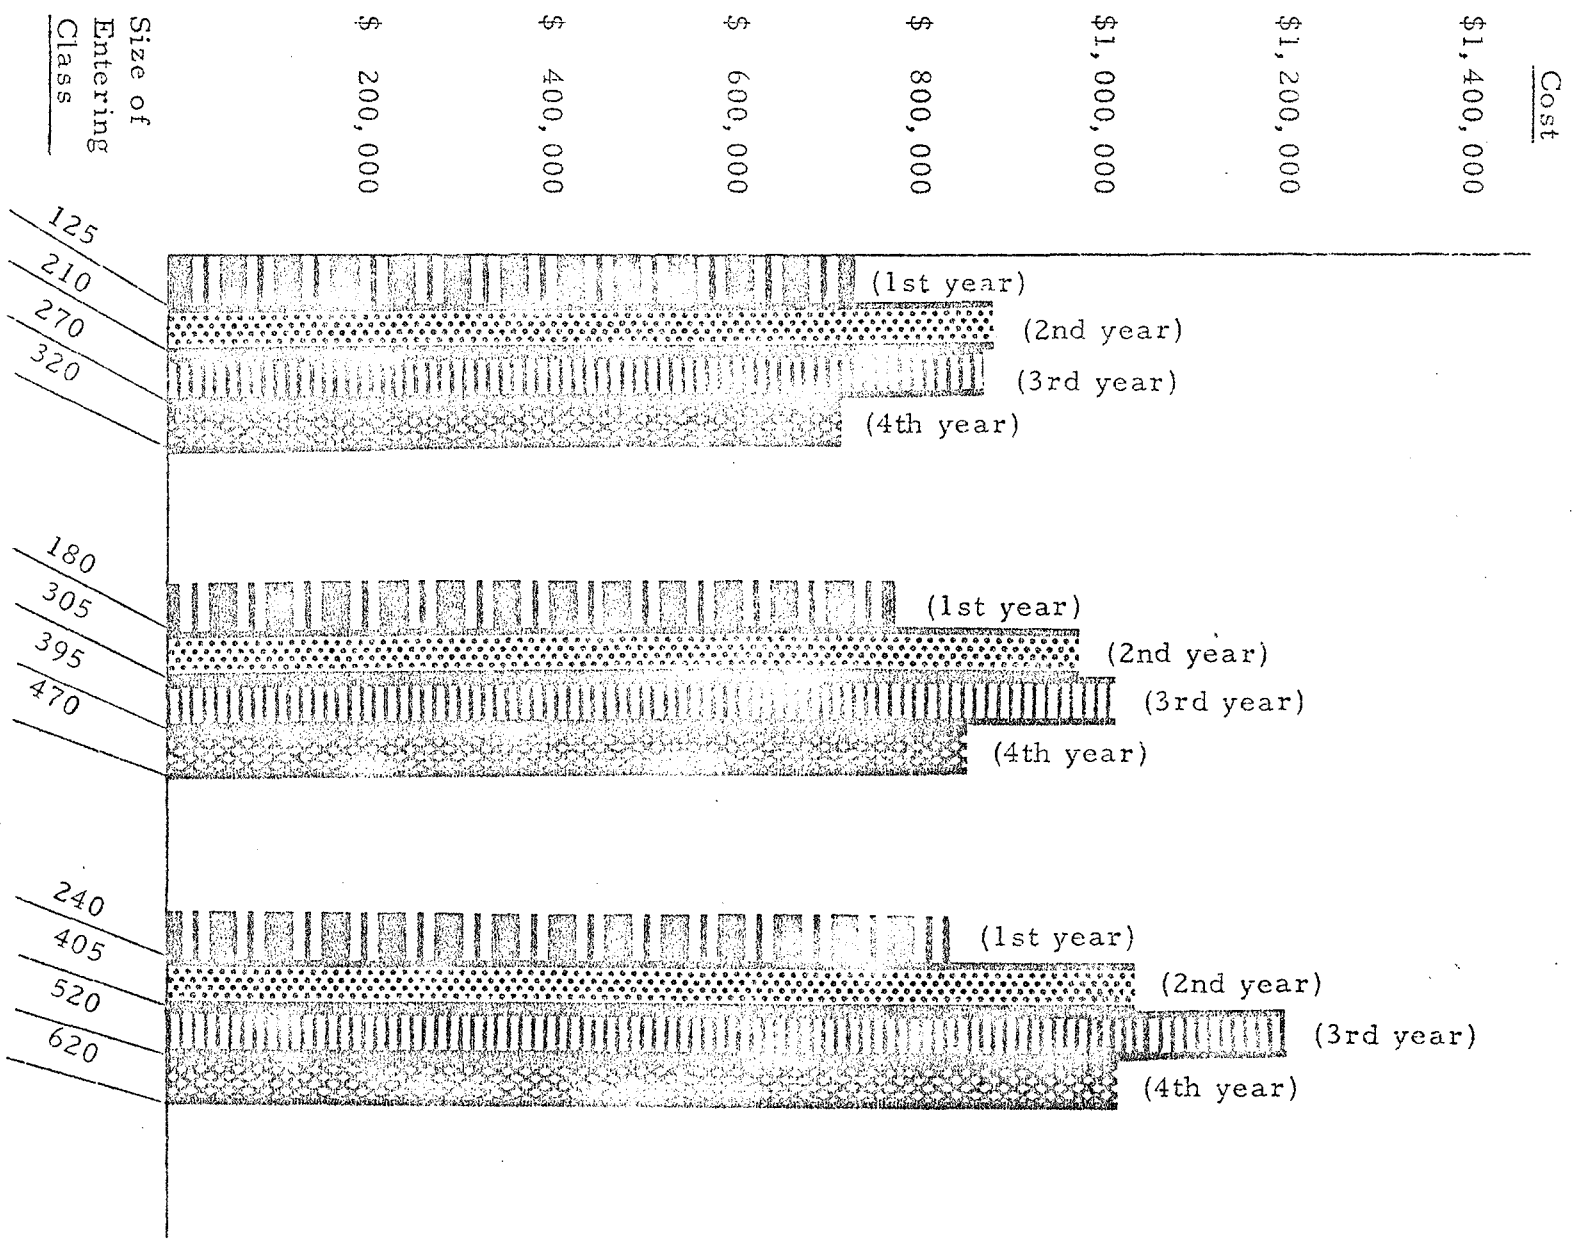 Cost
$1,400,000
$1,200,000
$1,000,000
$ 800,000
$ 600,000
$ 400,000
$ 200,000
Size of
Entering
Class
125
210
270
320
(1st year)
(2nd year)
(3rd year)
(4th year)
180
305
395
470
(1st year)
(2nd year)
(3rd year)
(4th year)
240
405
520
620
(1st year)
(2nd year)
(3rd year)
(4th year)